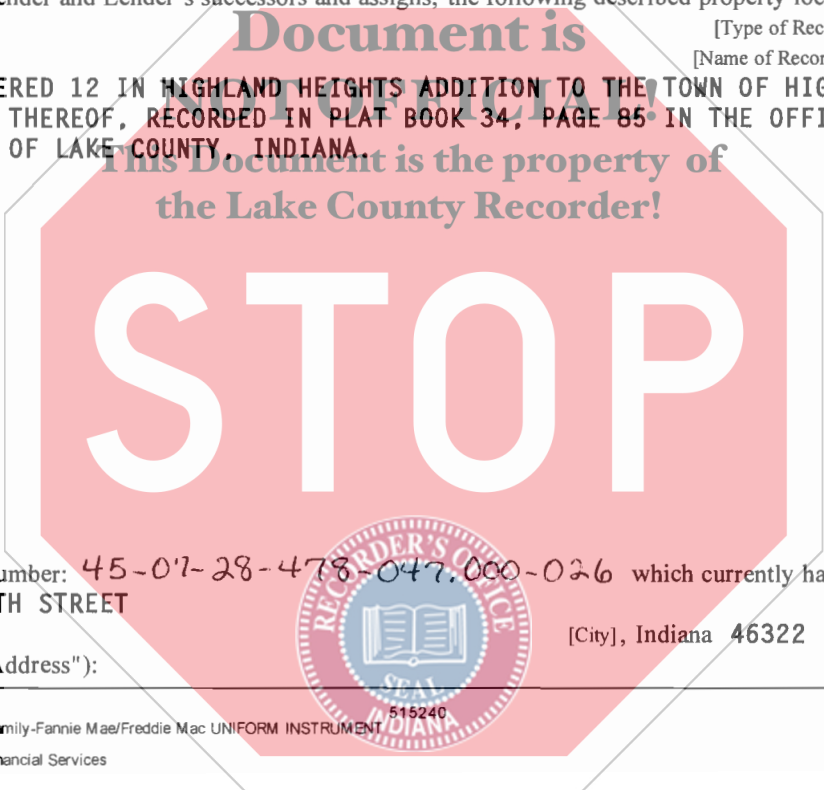 ender and Lender's successors and assigns, the following described property loc
Document is
[Type of Rec
[Name of Recor
ERED 12 IN HIGHLAND HEIGHTS ADDITION TO THE TOWN OF HIG
NOT OFFICIAL!
THEREOF, RECORDED IN PLAT BOOK 34, PAGE 85 IN THE OFFI
OF LAKE COUNTY, INDIANA.
This Document is the property of
the Lake County Recorder!
STOP
RECORDER'S OFFICE
umber: 45-07-28-478-047.000-026 which currently ha
TH STREET
[City], Indiana 46322
ddress"):
SEAL
INDIANA
515240
mily-Fannie Mae/Freddie Mac UNIFORM INSTRUMENT
nancial Services